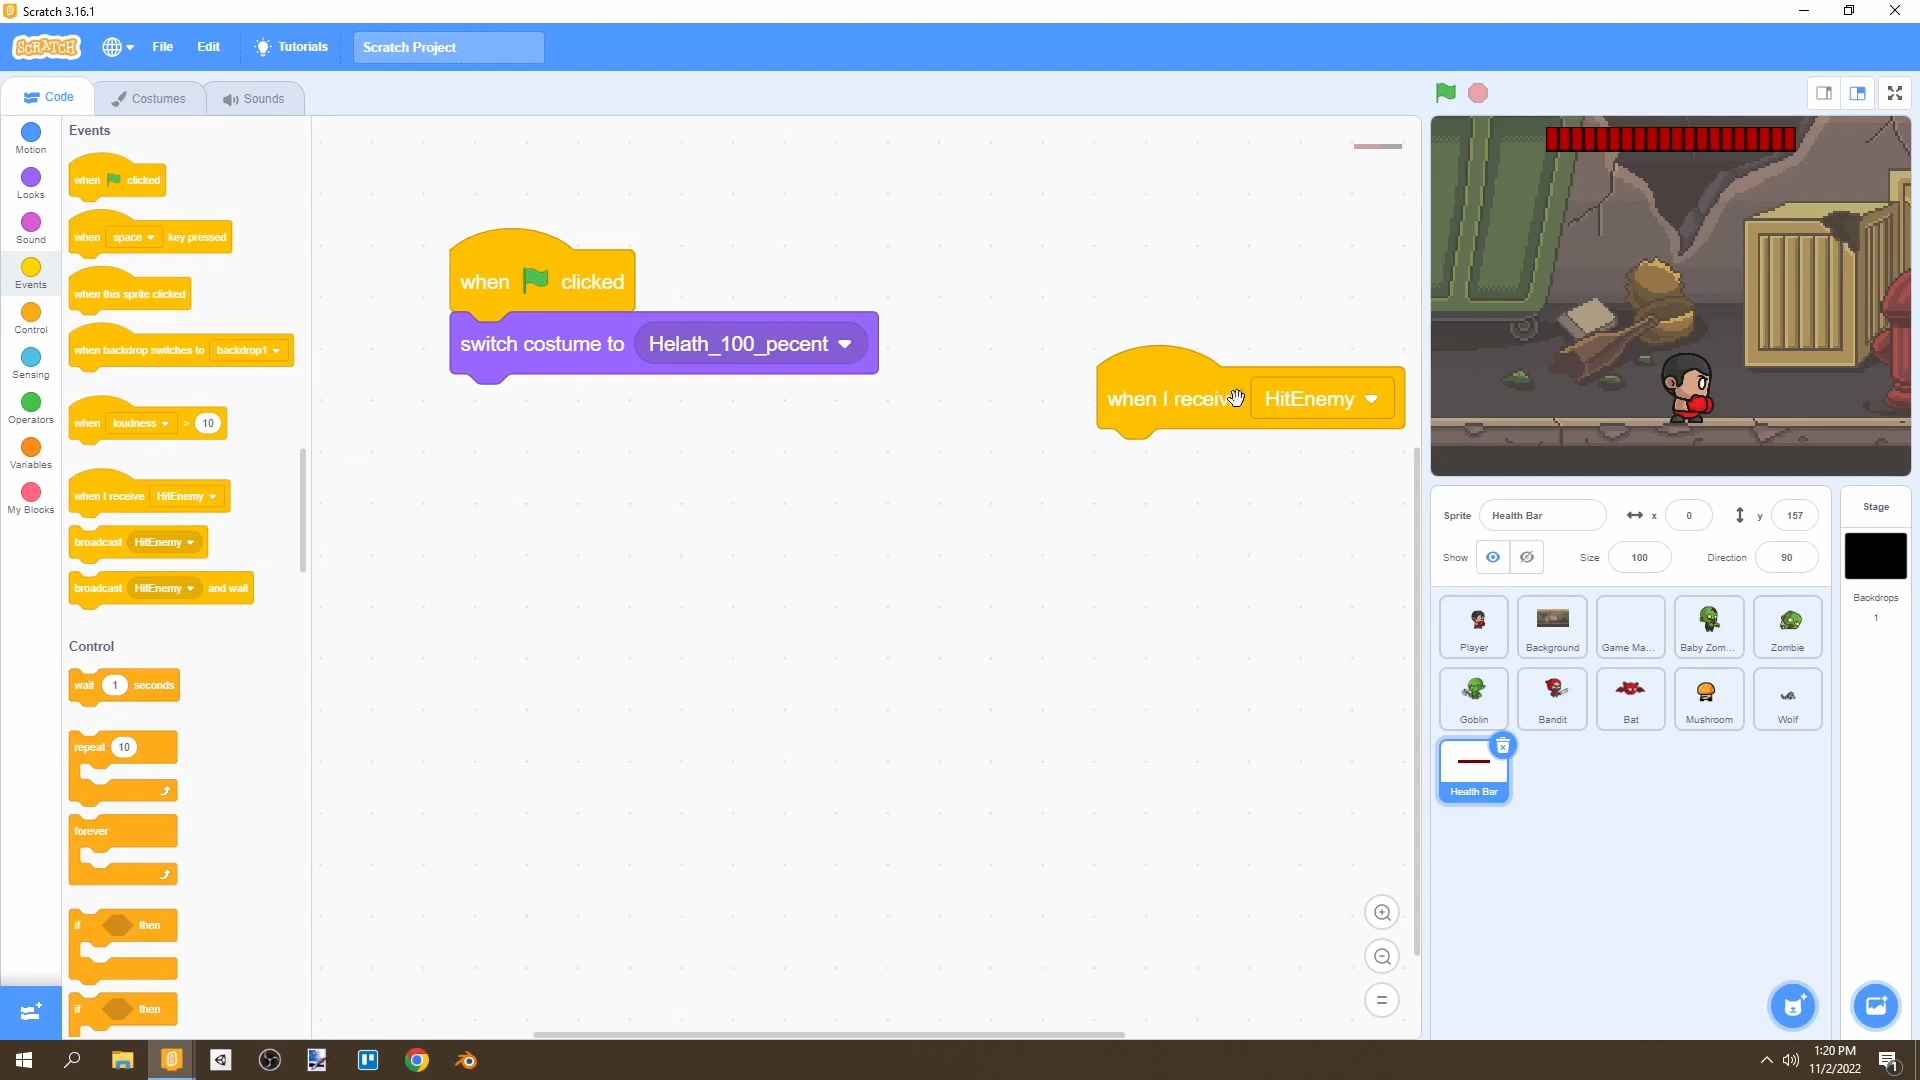 Scratch 3.16.1
SCRATCH
File
Edit
Tutorials
Scratch Project
Code
Costumes
Sounds
Motion
Looks
Sound
Events
Control
Sensing
Operators
Variables
My Blocks
Events
when clicked
when space key pressed
when this sprite clicked
when backdrop switches to backdrop1
when loudness > 10
when I receive HitEnemy
broadcast HitEnemy
broadcast HitEnemy and wait
Control
wait 1 seconds
repeat 10
forever
if then
if then
when clicked
switch costume to Helath_100_pecent
when I receive HitEnemy
Sprite Health Bar x 0 y 157
Show Size 100 Direction 90
Player
Background
Game Ma...
Baby Zom...
Zombie
Goblin
Bandit
Bat
Mushroom
Wolf
Health Bar
Stage
Backdrops
1
1:20 PM
11/2/2022
1